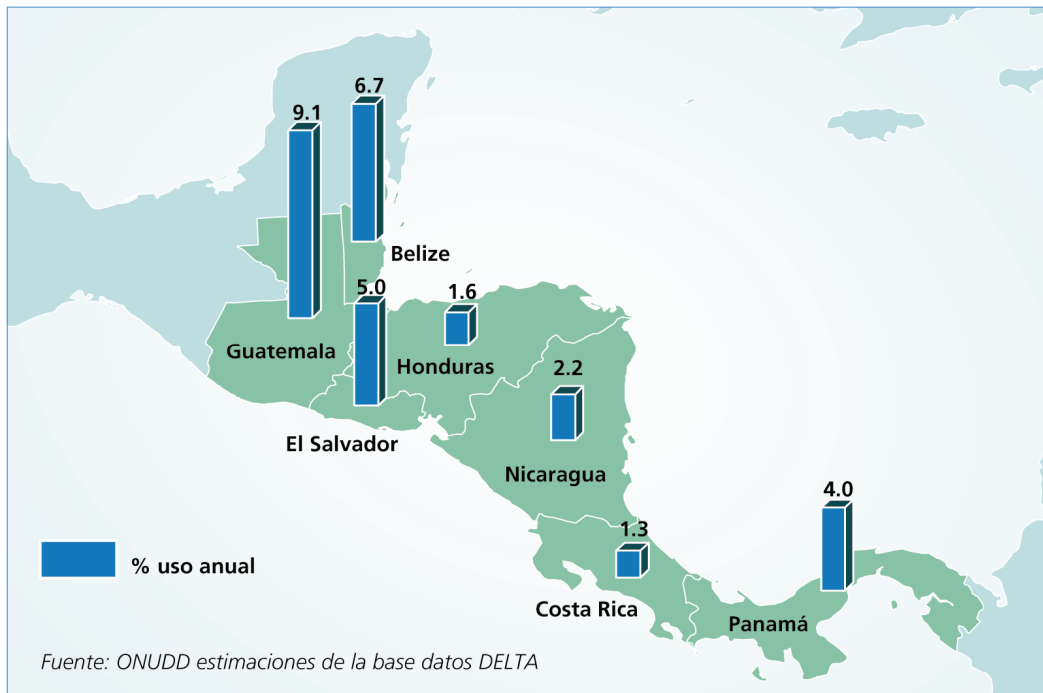 6.7
9.1
Belize
5.0
1.6
Guatemala
Honduras
2.2
El Salvador
Nicaragua
4.0
1.3
% uso anual
Costa Rica
Panamá
Fuente: ONUDD estimaciones de la base datos DELTA